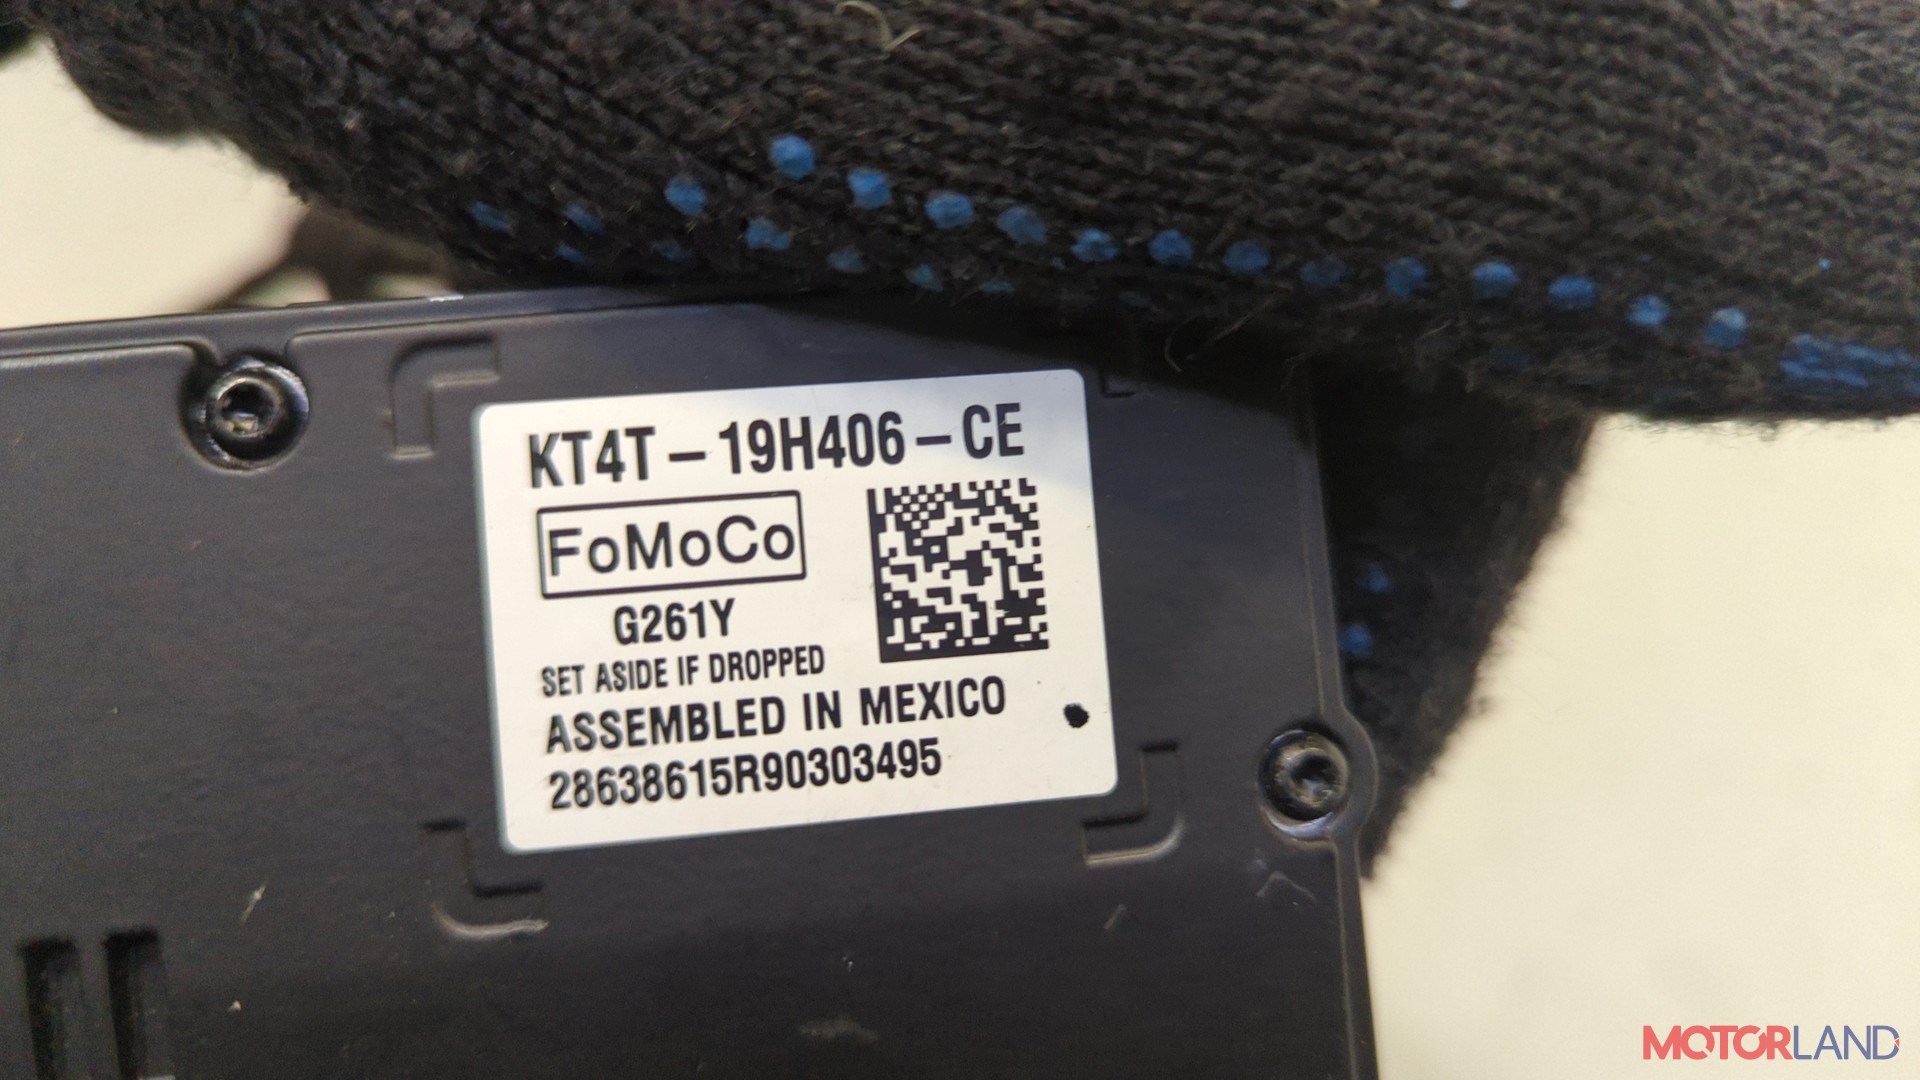 KT4T-19H406-CE
FoMoCo
G261Y
SET ASIDE IF DROPPED
ASSEMBLED IN MEXICO
28638615R90303495
MOTORLAND